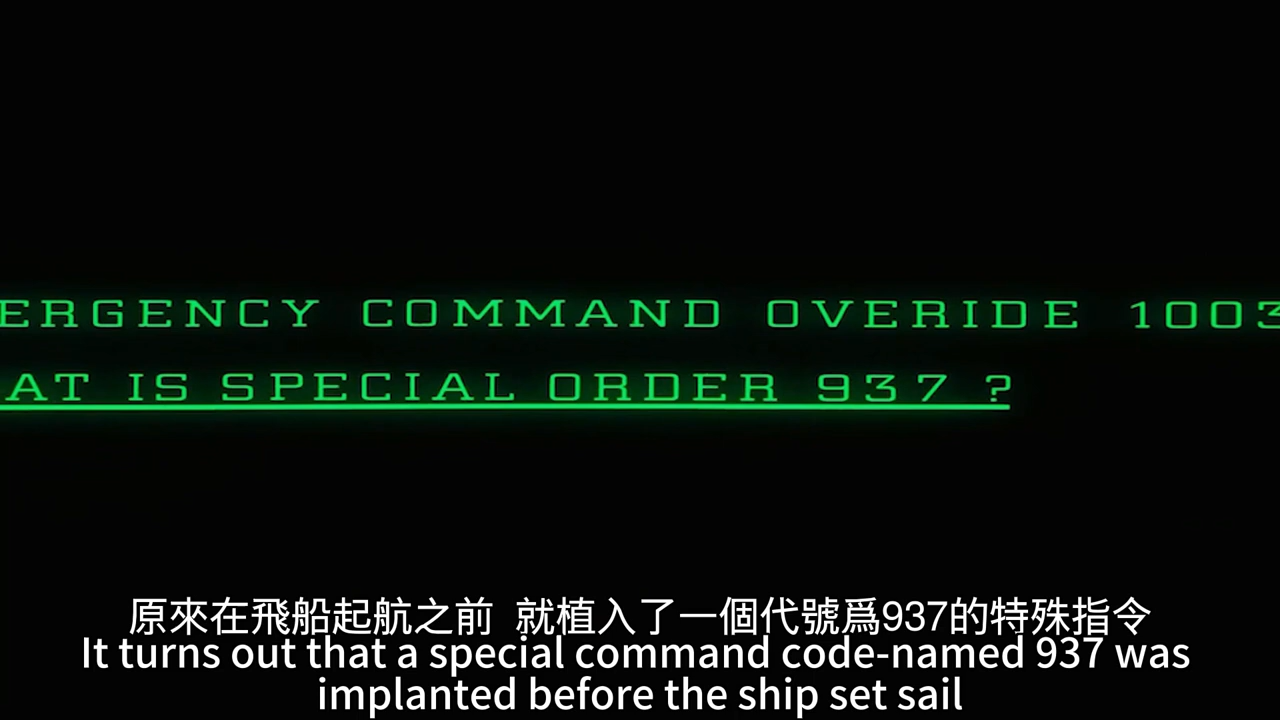 ERGENCY COMMAND OVERIDE 1003
AT IS SPECIAL ORDER 937 ?
原來在飛船起航之前 就植入了一個代號爲937的特殊指令
It turns out that a special command code-named 937 was
implanted before the ship set sail